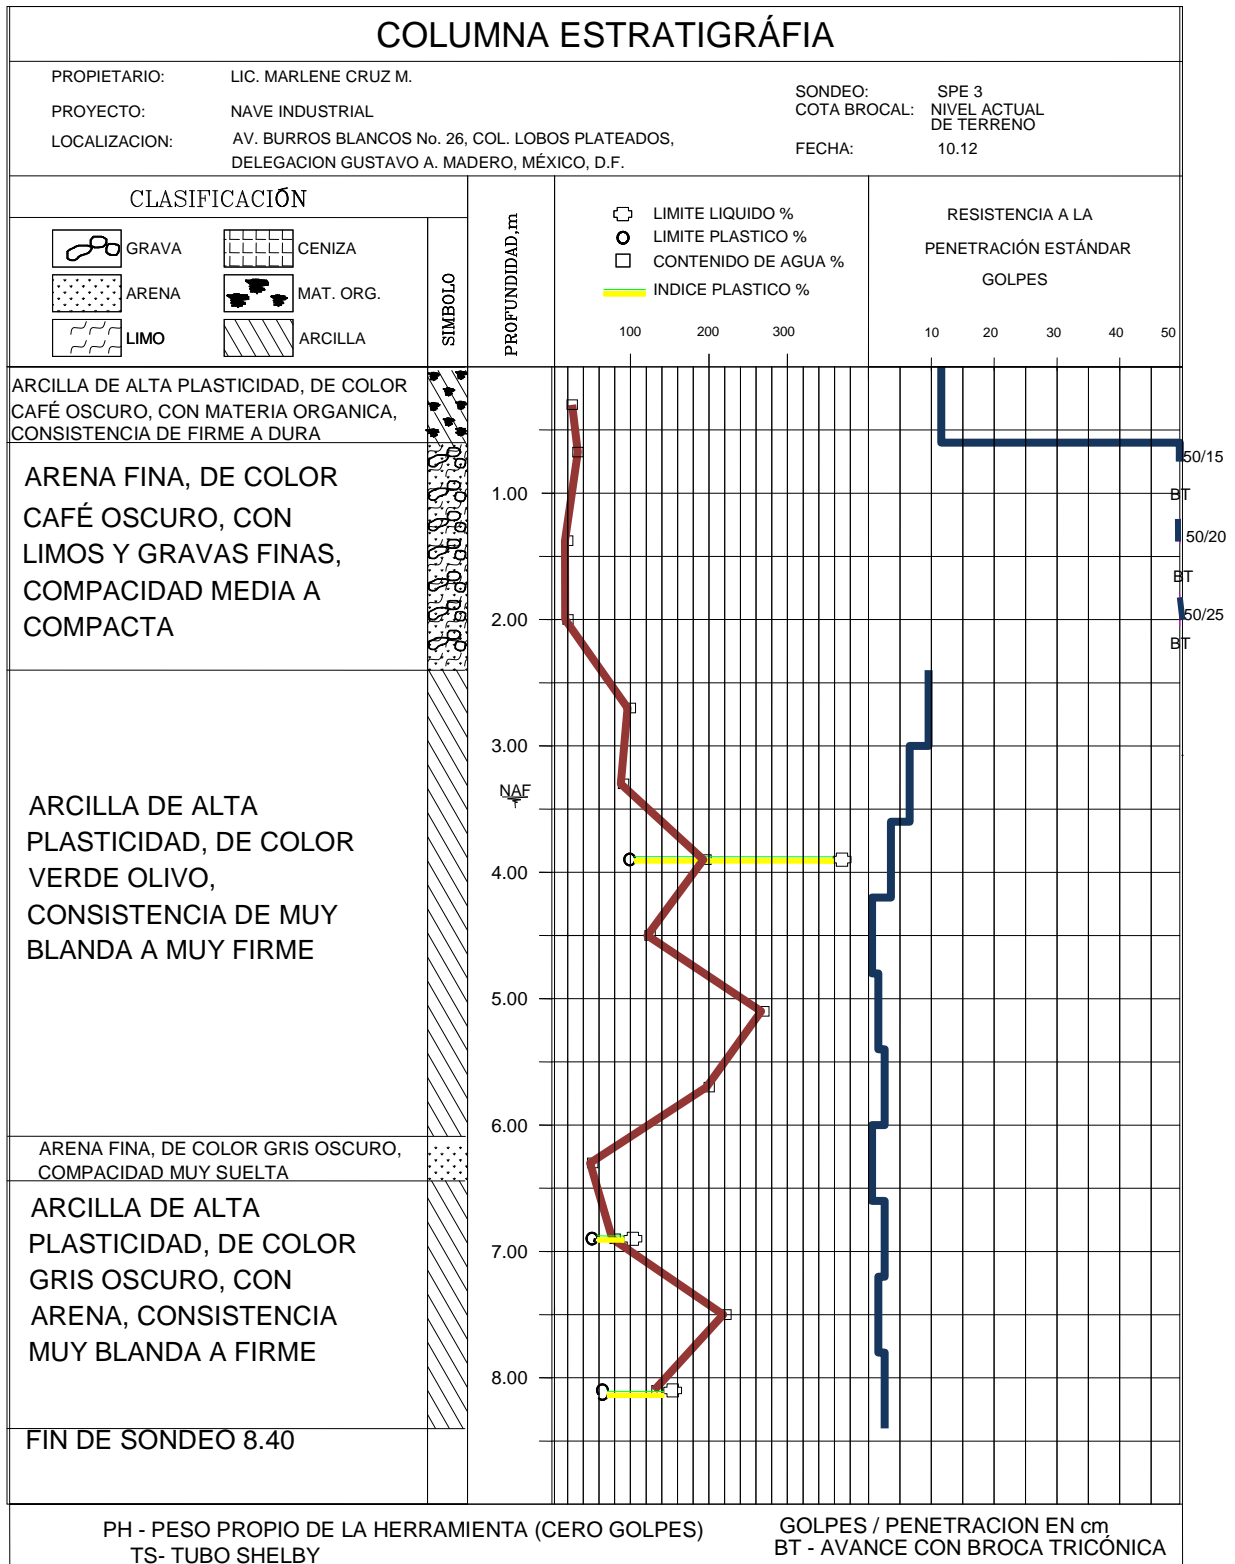 COLUMNA ESTRATIGRÁFIA
PROPIETARIO: LIC. MARLENE CRUZ M.
PROYECTO: NAVE INDUSTRIAL
LOCALIZACION: AV. BURROS BLANCOS No. 26, COL. LOBOS PLATEADOS,
DELEGACION GUSTAVO A. MADERO, MÉXICO, D.F.
SONDEO: SPE 3
COTA BROCAL: NIVEL ACTUAL
DE TERRENO
FECHA: 10.12
CLASIFICACIÓN
GRAVA
CENIZA
ARENA
MAT. ORG.
LIMO
ARCILLA
SIMBOLO
PROFUNDIDAD,m
LIMITE LIQUIDO %
LIMITE PLASTICO %
CONTENIDO DE AGUA %
INDICE PLASTICO %
100 200 300
RESISTENCIA A LA
PENETRACIÓN ESTÁNDAR
GOLPES
10 20 30 40 50
ARCILLA DE ALTA PLASTICIDAD, DE COLOR
CAFÉ OSCURO, CON MATERIA ORGANICA,
CONSISTENCIA DE FIRME A DURA
ARENA FINA, DE COLOR
CAFÉ OSCURO, CON
LIMOS Y GRAVAS FINAS,
COMPACIDAD MEDIA A
COMPACTA
ARCILLA DE ALTA
PLASTICIDAD, DE COLOR
VERDE OLIVO,
CONSISTENCIA DE MUY
BLANDA A MUY FIRME
ARENA FINA, DE COLOR GRIS OSCURO,
COMPACIDAD MUY SUELTA
ARCILLA DE ALTA
PLASTICIDAD, DE COLOR
GRIS OSCURO, CON
ARENA, CONSISTENCIA
MUY BLANDA A FIRME
FIN DE SONDEO 8.40
1.00
2.00
3.00
NAF
4.00
5.00
6.00
7.00
8.00
50/15
BT
50/20
BT
50/25
BT
PH - PESO PROPIO DE LA HERRAMIENTA (CERO GOLPES)
TS- TUBO SHELBY
GOLPES / PENETRACION EN cm
BT - AVANCE CON BROCA TRICÓNICA